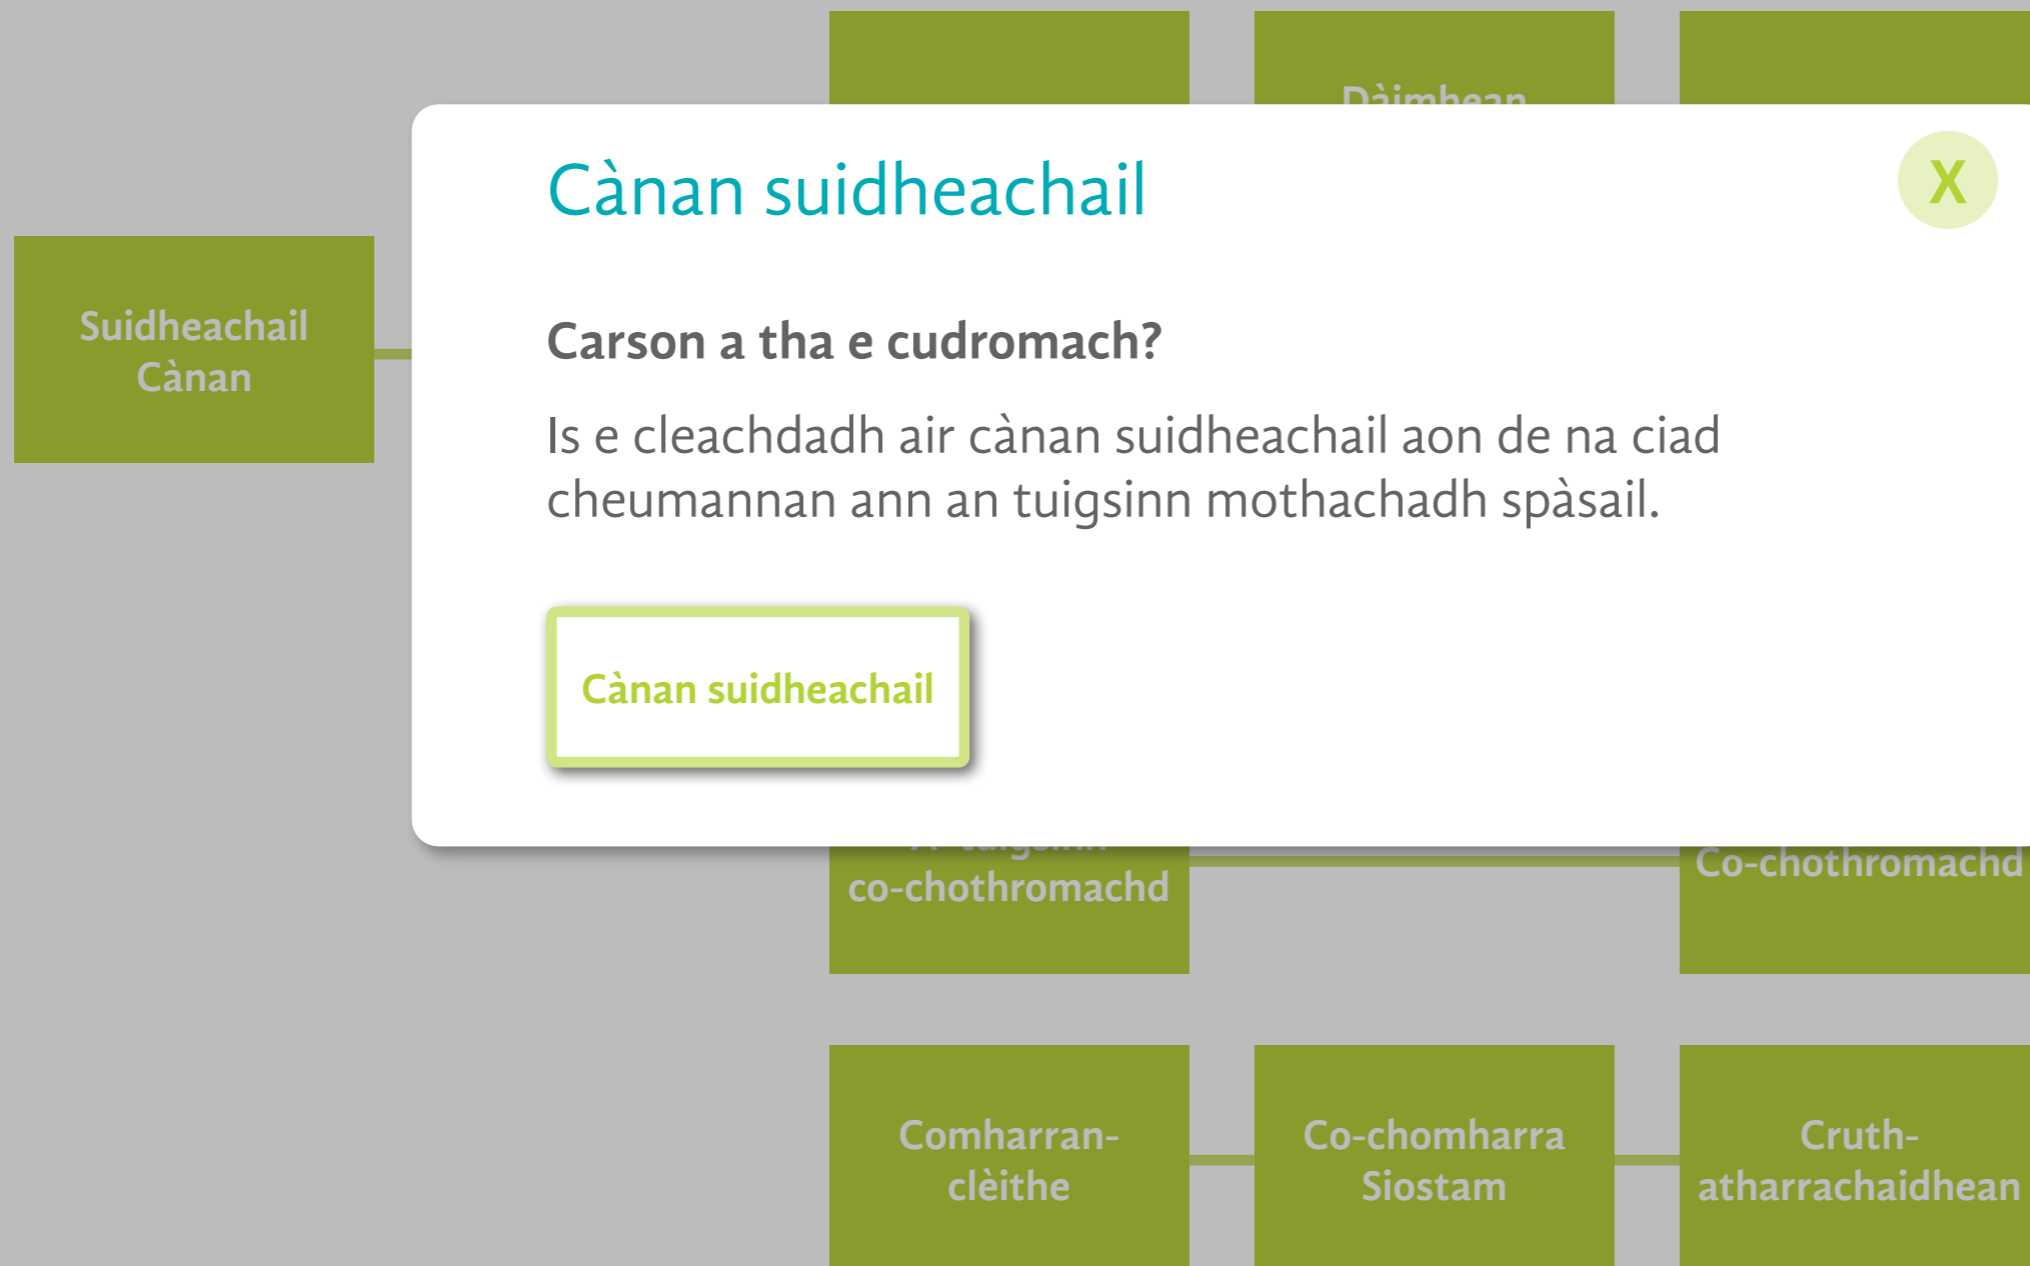 Dàimhean
Cànan suidheachail
X
Suidheachail
Cànan
Carson a tha e cudromach?
Is e cleachdadh air cànan suidheachail aon de na ciad
cheumannan ann an tuigsinn mothachadh spàsail.
Cànan suidheachail
co-chothromachd
Co-chothromachd
Comharran-
clèithe
Co-chomharra
Siostam
Cruth-
atharrachaidhean